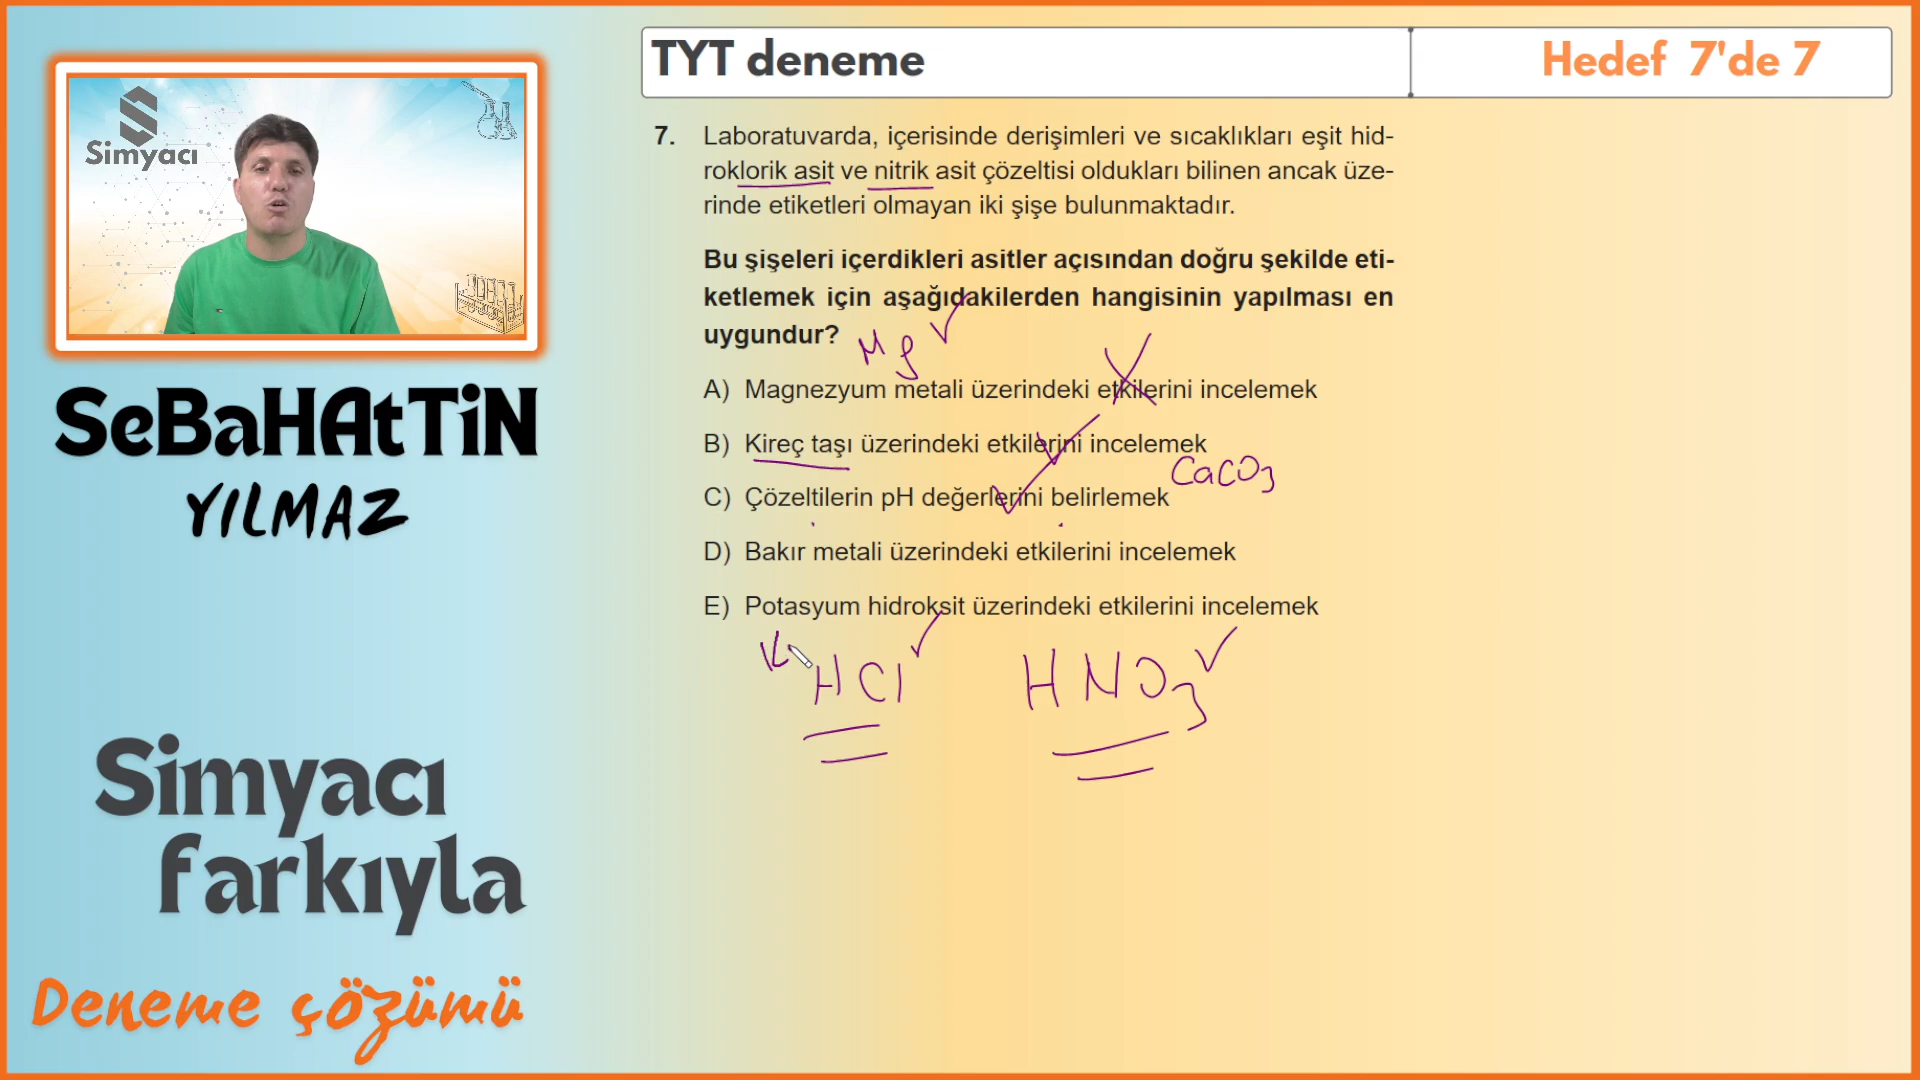 TYT deneme
Hedef 7'de 7
Simyacı
SeBaHAtTiN
YILMAZ
Simyacı
farkıyla
Deneme çözümü
7. Laboratuvarda, içerisinde derişimleri ve sıcaklıkları eşit hid-
roklorik asit ve nitrik asit çözeltisi oldukları bilinen ancak üze-
rinde etiketleri olmayan iki şişe bulunmaktadır.
Bu şişeleri içerdikleri asitler açısından doğru şekilde eti-
ketlemek için aşağıdakilerden hangisinin yapılması en
uygundur?
Mg
A) Magnezyum metali üzerindeki etkilerini incelemek
B) Kireç taşı üzerindeki etkilerini incelemek
CaCO3
C) Çözeltilerin pH değerlerini belirlemek
D) Bakır metali üzerindeki etkilerini incelemek
E) Potasyum hidroksit üzerindeki etkilerini incelemek
HCl HNO3